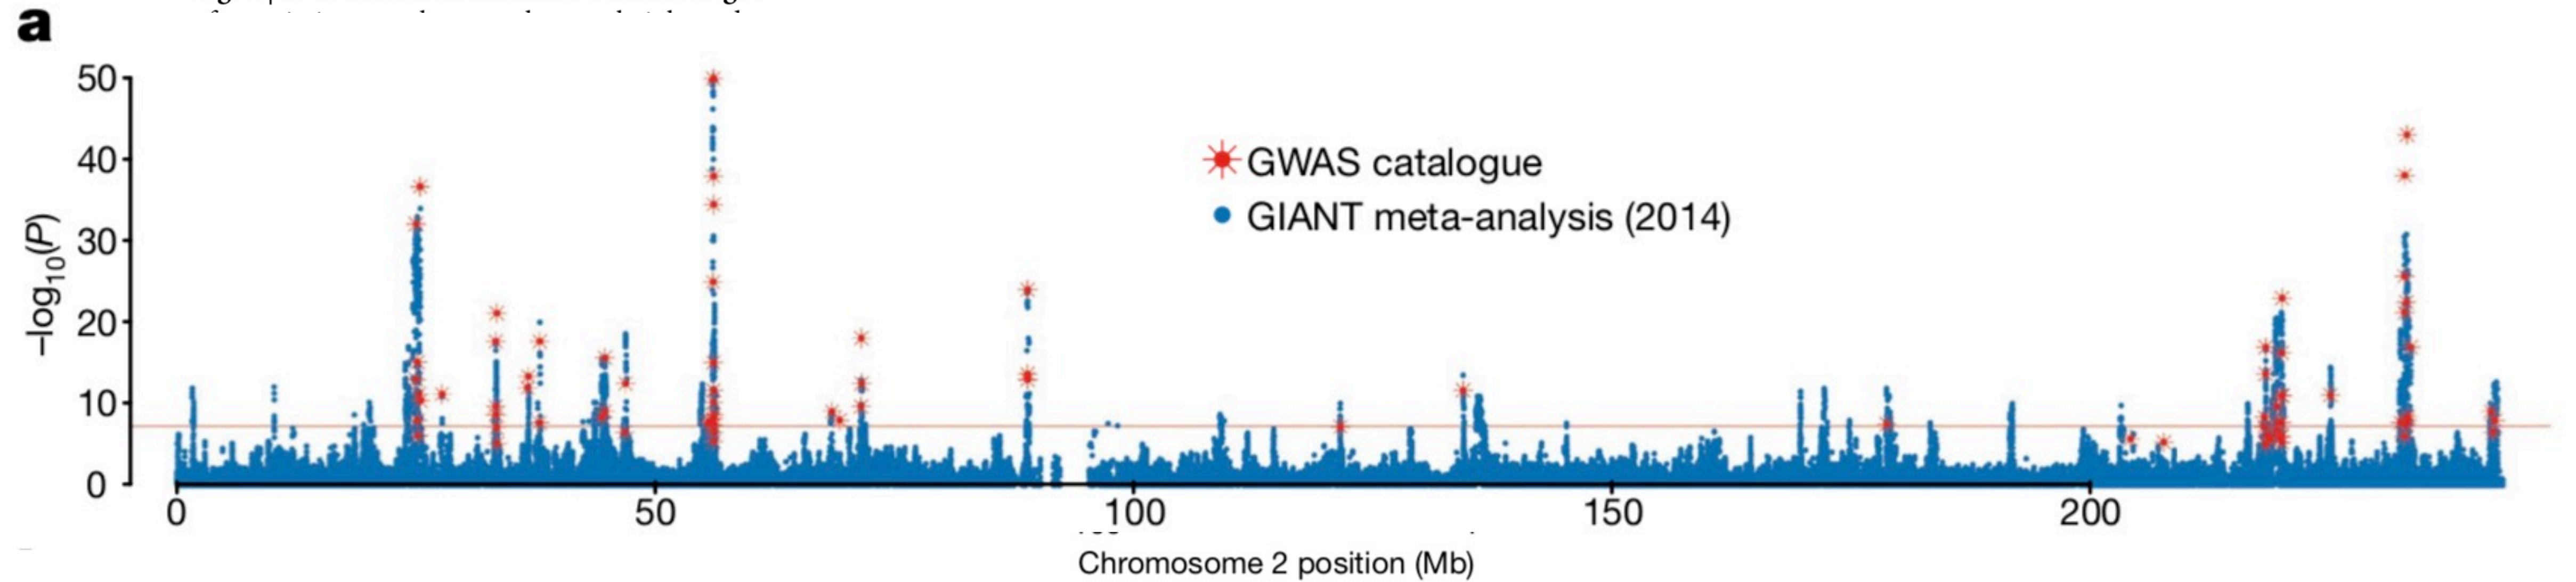 a
50
40
30
20
10
0
–log10(P)
GWAS catalogue
GIANT meta-analysis (2014)
0 50 100 150 200
Chromosome 2 position (Mb)